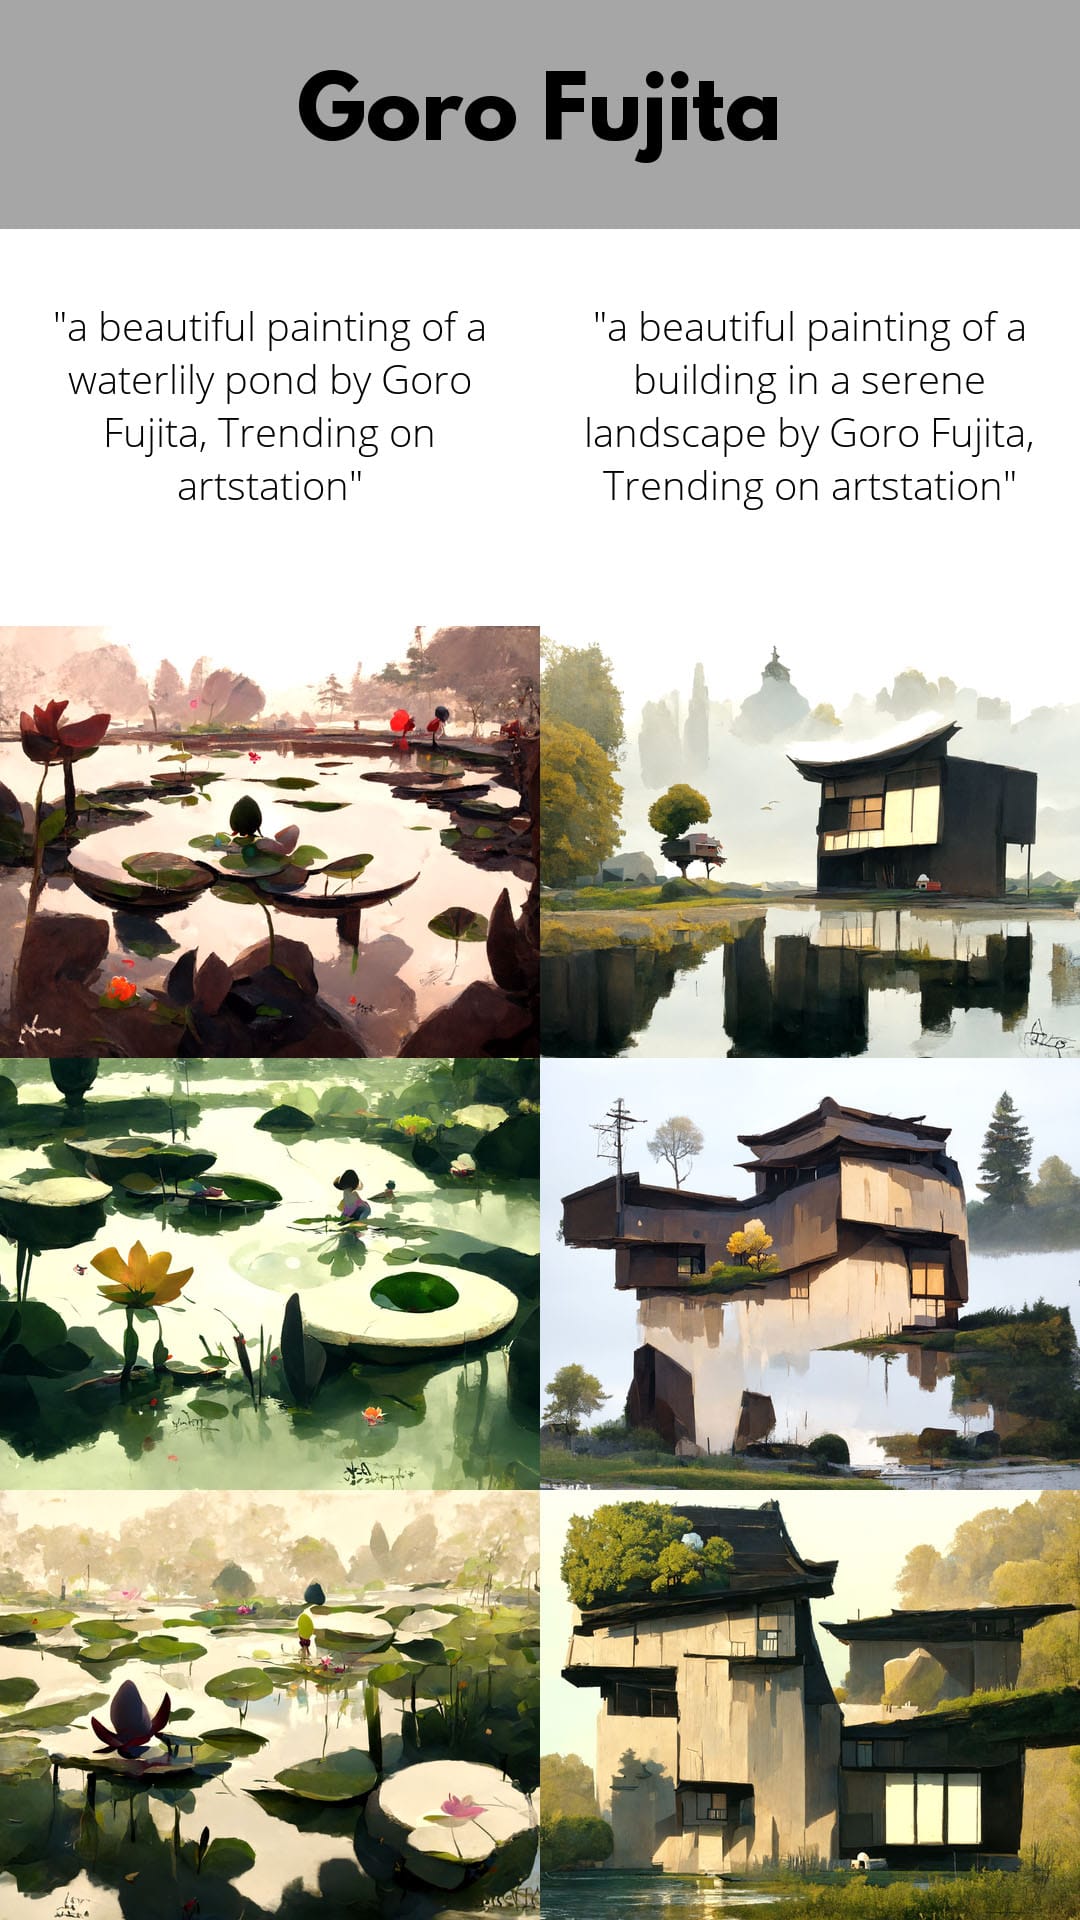 Goro Fujita
"a beautiful painting of a
waterlily pond by Goro
Fujita, Trending on
artstation"
"a beautiful painting of a
building in a serene
landscape by Goro Fujita,
Trending on artstation"